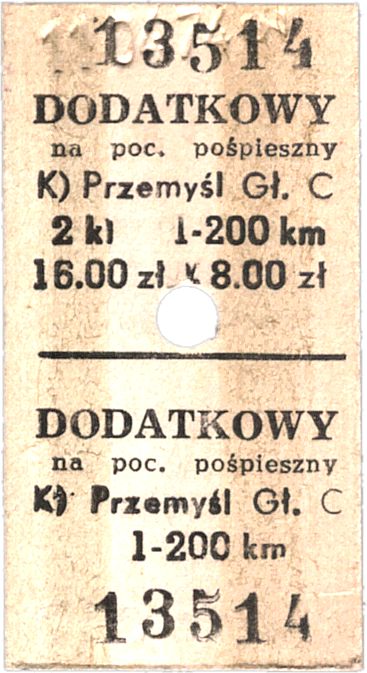 13514
DODATKOWY
na poc. pośpieszny
K) Przemyśl Gł. C
2 kl 1-200 km
16.00 zł K 8.00 zł
DODATKOWY
na poc. pośpieszny
K) Przemyśl Gł. C
1-200 km
13514